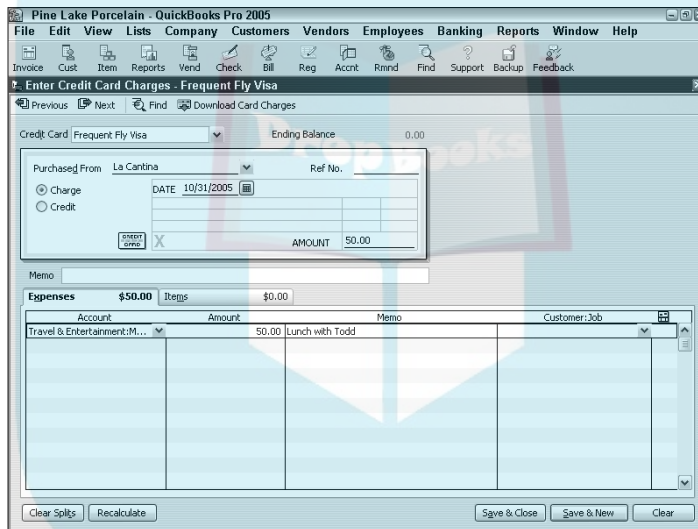 Pine Lake Porcelain - QuickBooks Pro 2005
File Edit View Lists Company Customers Vendors Employees Banking Reports Window Help
Invoice Cust Item Reports Vend Check Bill Reg Accnt Rmnd Find Support Backup Feedback
Enter Credit Card Charges - Frequent Fly Visa
Previous Next Find Download Card Charges
Credit Card Frequent Fly Visa Ending Balance 0.00
Drop Books
Purchased From La Cantina Ref No.
Charge DATE 10/31/2005
Credit
CREDIT CARD X AMOUNT 50.00
Memo
Expenses $50.00 Items $0.00
Account Amount Memo Customer:Job
Travel & Entertainment:M... 50.00 Lunch with Todd
Clear Splits Recalculate Save & Close Save & New Clear